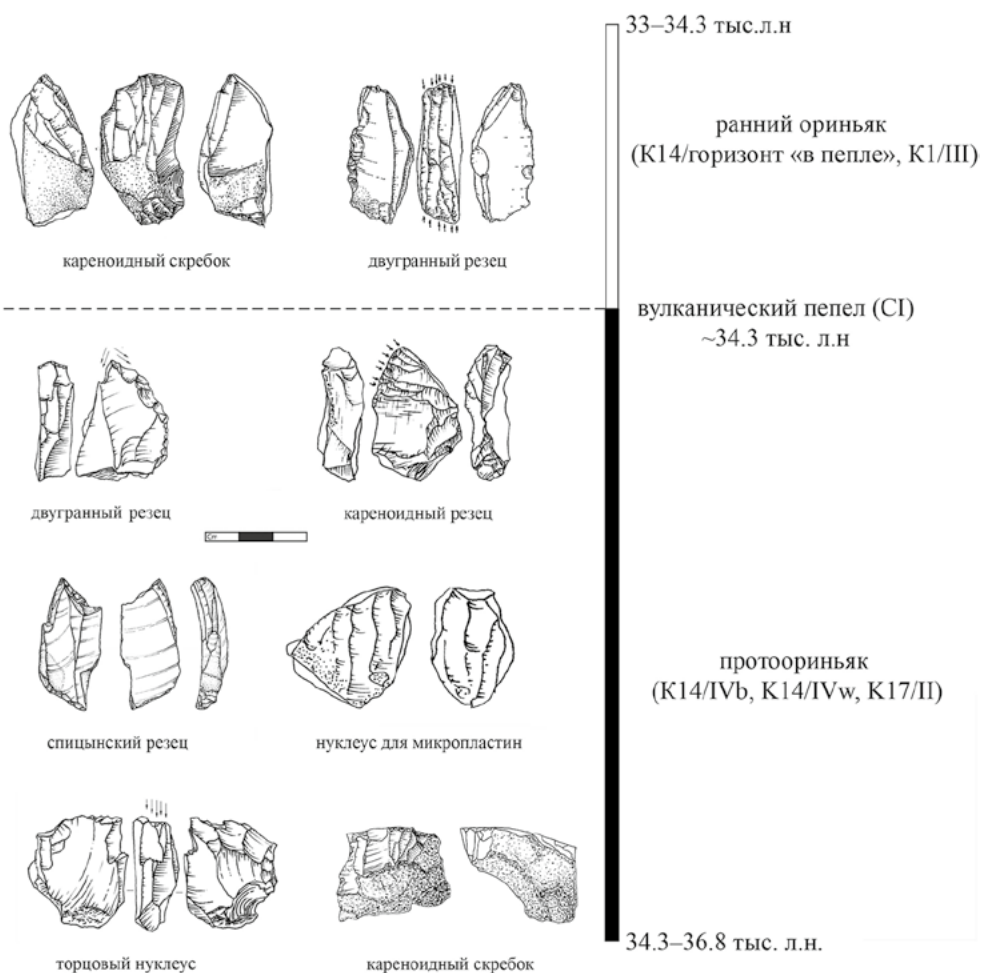 33–34.3 тыс.л.н
ранний ориньяк
(К14/горизонт «в пепле», К1/III)
кареноидный скребок
двугранный резец
вулканический пепел (CI)
~34.3 тыс. л.н
двугранный резец
кареноидный резец
см
спицынский резец
нуклеус для микропластин
протоориньяк
(К14/IVb, К14/IVw, К17/II)
34.3–36.8 тыс. л.н.
торцовый нуклеус
кареноидный скребок